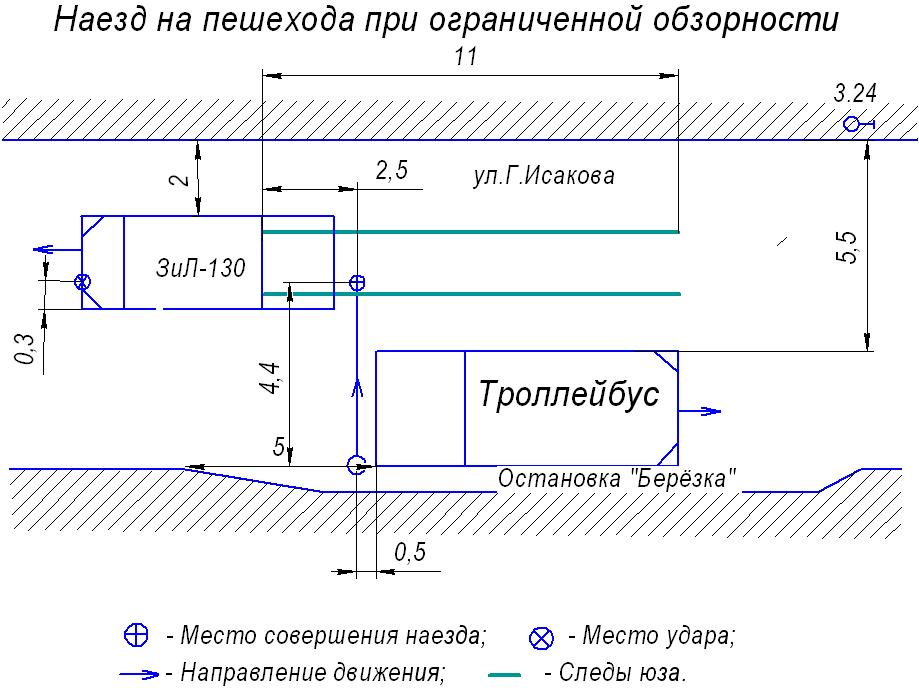 Наезд на пешехода при ограниченной обзорности
11
3.24
2,5
ул.Г.Исакова
2
5,5
ЗиЛ-130
0,3
4,4
Троллейбус
5
Остановка "Берёзка"
0,5
- Место совершения наезда;
- Место удара;
- Направление движения;
- Следы юза.